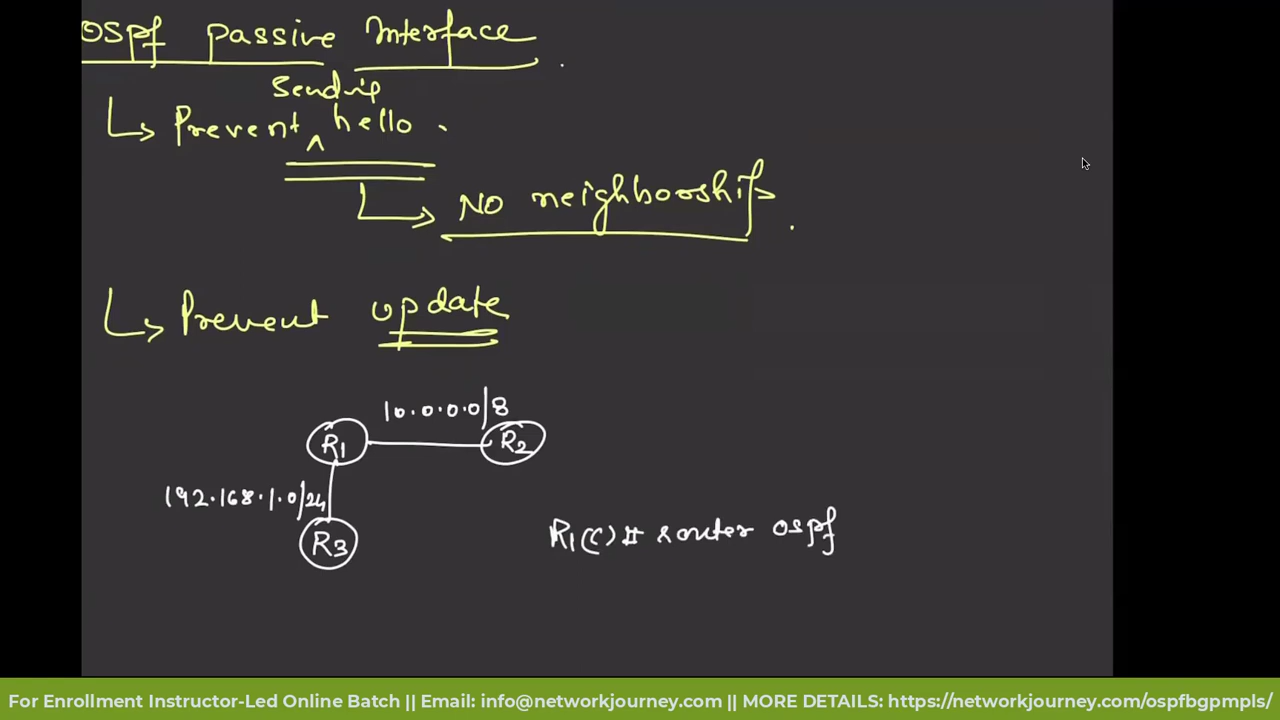 OSPF passive Interface
Sending
↳ Prevent ^ hello.
↳ NO neighboorship.
↳ Prevent update
10.0.0.0/8
R1
R2
192.168.1.0/24
R3
R1(C)# router ospf
For Enrollment Instructor-Led Online Batch || Email: info@networkjourney.com || MORE DETAILS: https://networkjourney.com/ospfbgpmpls/